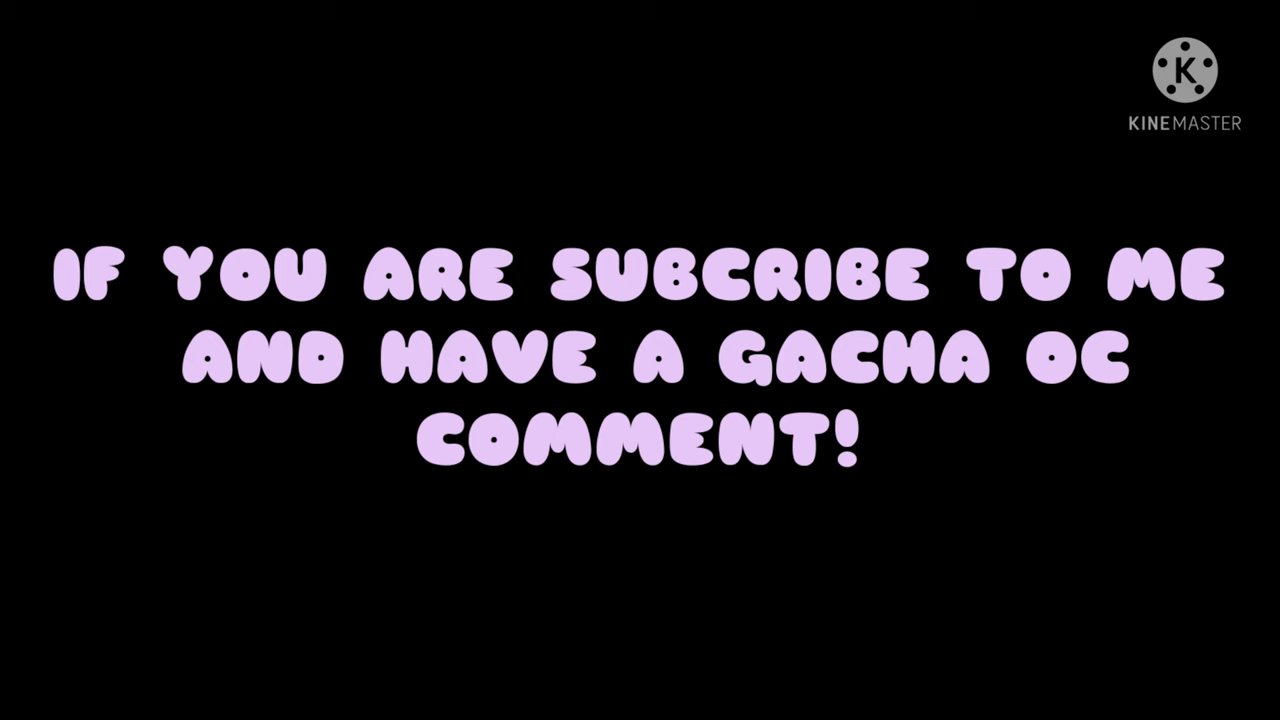 K
KINEMASTER
IF YOU ARE SUBCRIBE TO ME
AND HAVE A GACHA OC
COMMENT!